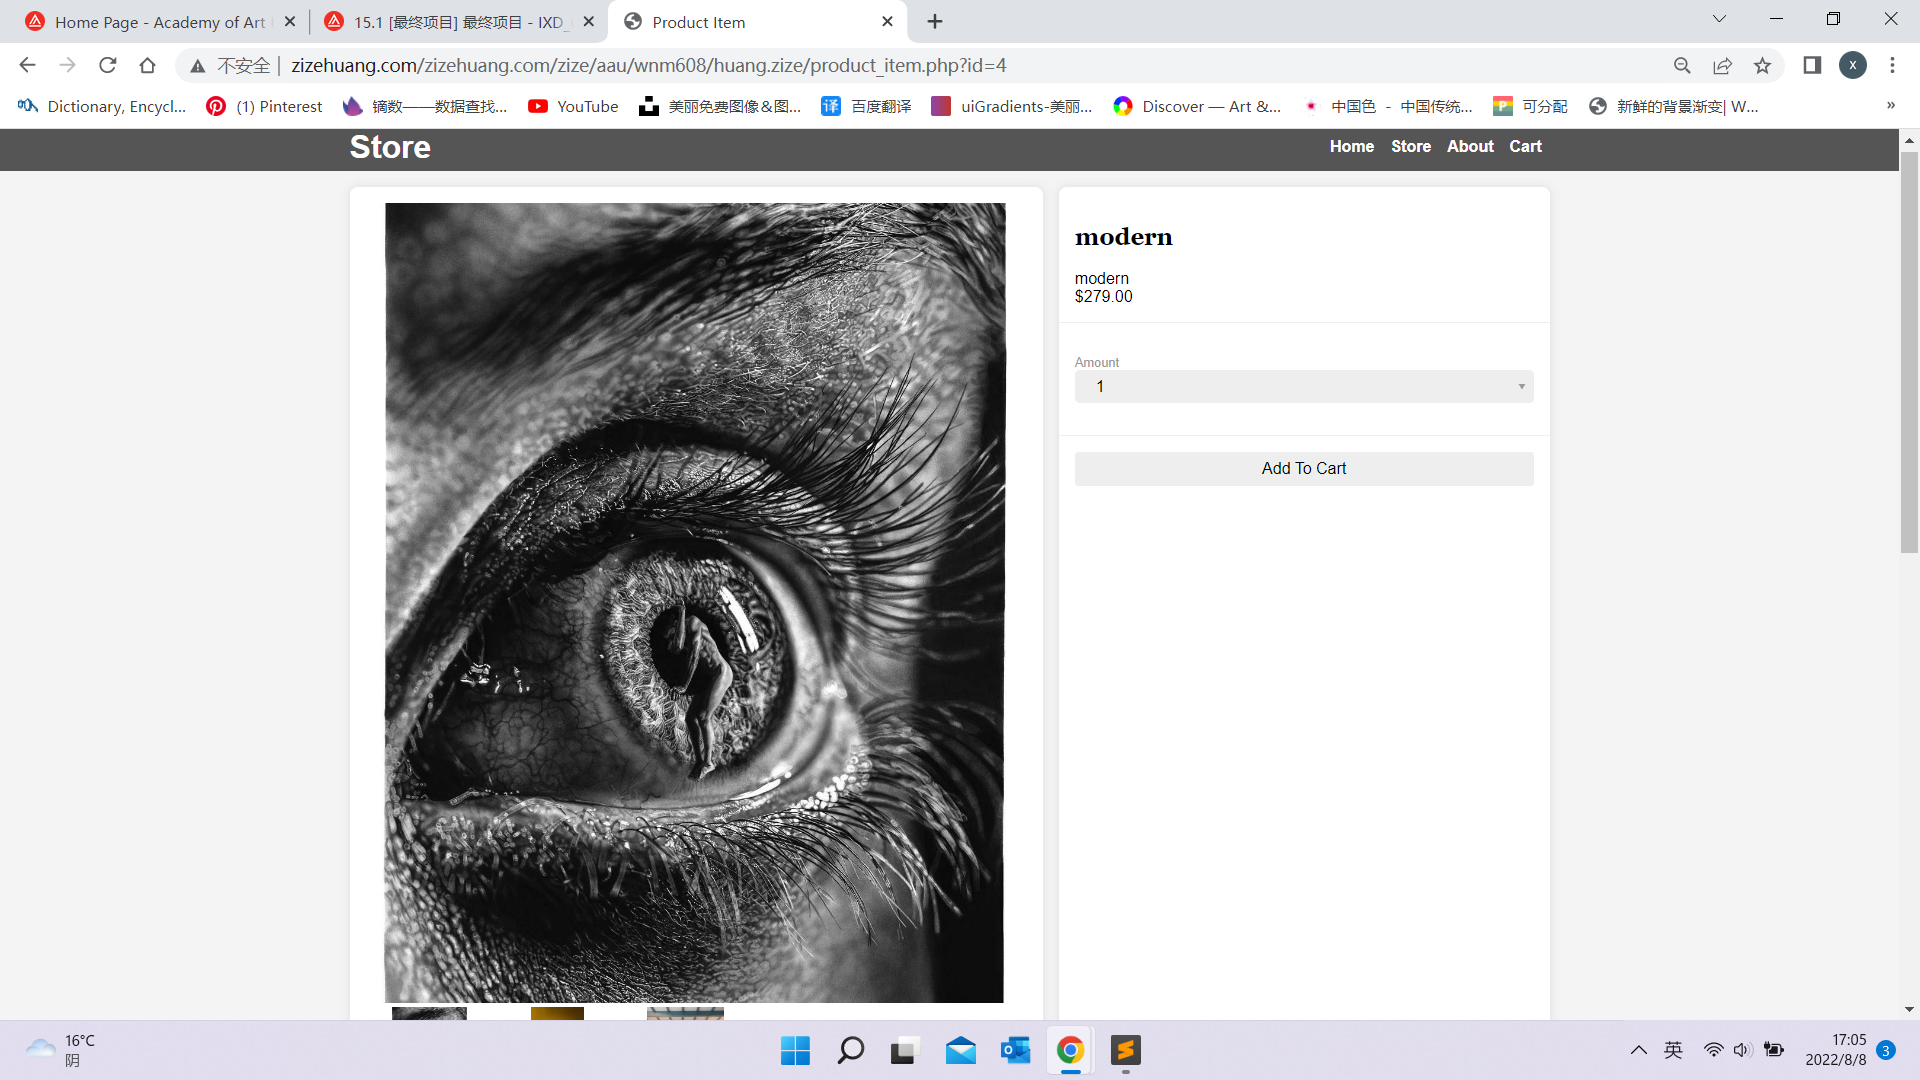 Home Page - Academy of Art
15.1 [最终项目] 最终项目 - IXD_
Product Item
不安全
zizehuang.com/zizehuang.com/zize/aau/wnm608/huang.zize/product_item.php?id=4
X
Dictionary, Encycl...
(1) Pinterest
镝数——数据查找...
YouTube
美丽免费图像&图...
译
百度翻译
uiGradients-美丽...
Discover — Art &...
中国色 - 中国传统...
P
可分配
新鲜的背景渐变| W...
»
Store
Home
Store
About
Cart
modern
modern
$279.00
Amount
1
Add To Cart
16°C
阴
英
17:05
2022/8/8
3